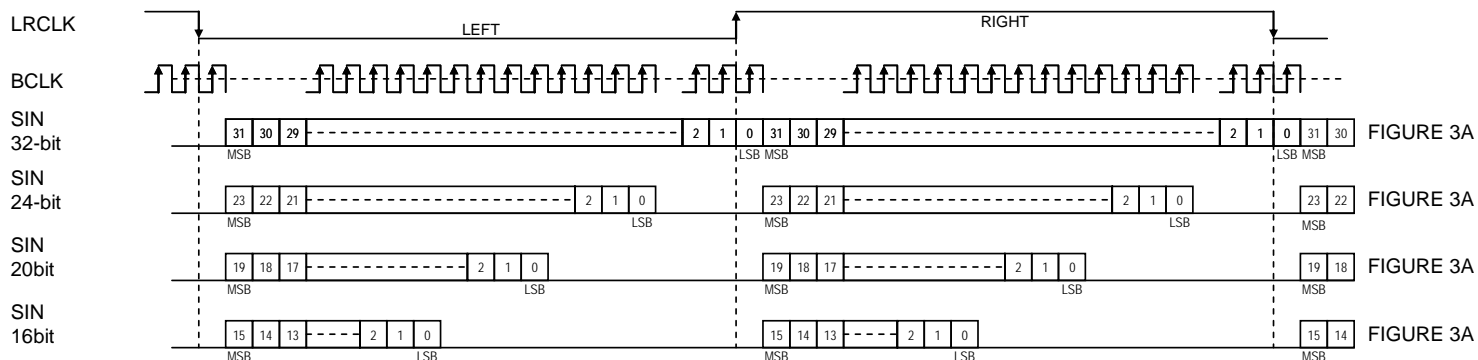 LRCLK LEFT RIGHT
BCLK
SIN
32-bit 31 30 29 2 1 0 31 30 29 2 1 0 31 30 FIGURE 3A
MSB LSB MSB LSB MSB
SIN
24-bit 23 22 21 2 1 0 23 22 21 2 1 0 23 22 FIGURE 3A
MSB LSB MSB LSB MSB
SIN
20bit 19 18 17 2 1 0 19 18 17 2 1 0 19 18 FIGURE 3A
MSB LSB MSB LSB MSB
SIN
16bit 15 14 13 2 1 0 15 14 13 2 1 0 15 14 FIGURE 3A
MSB LSB MSB LSB MSB